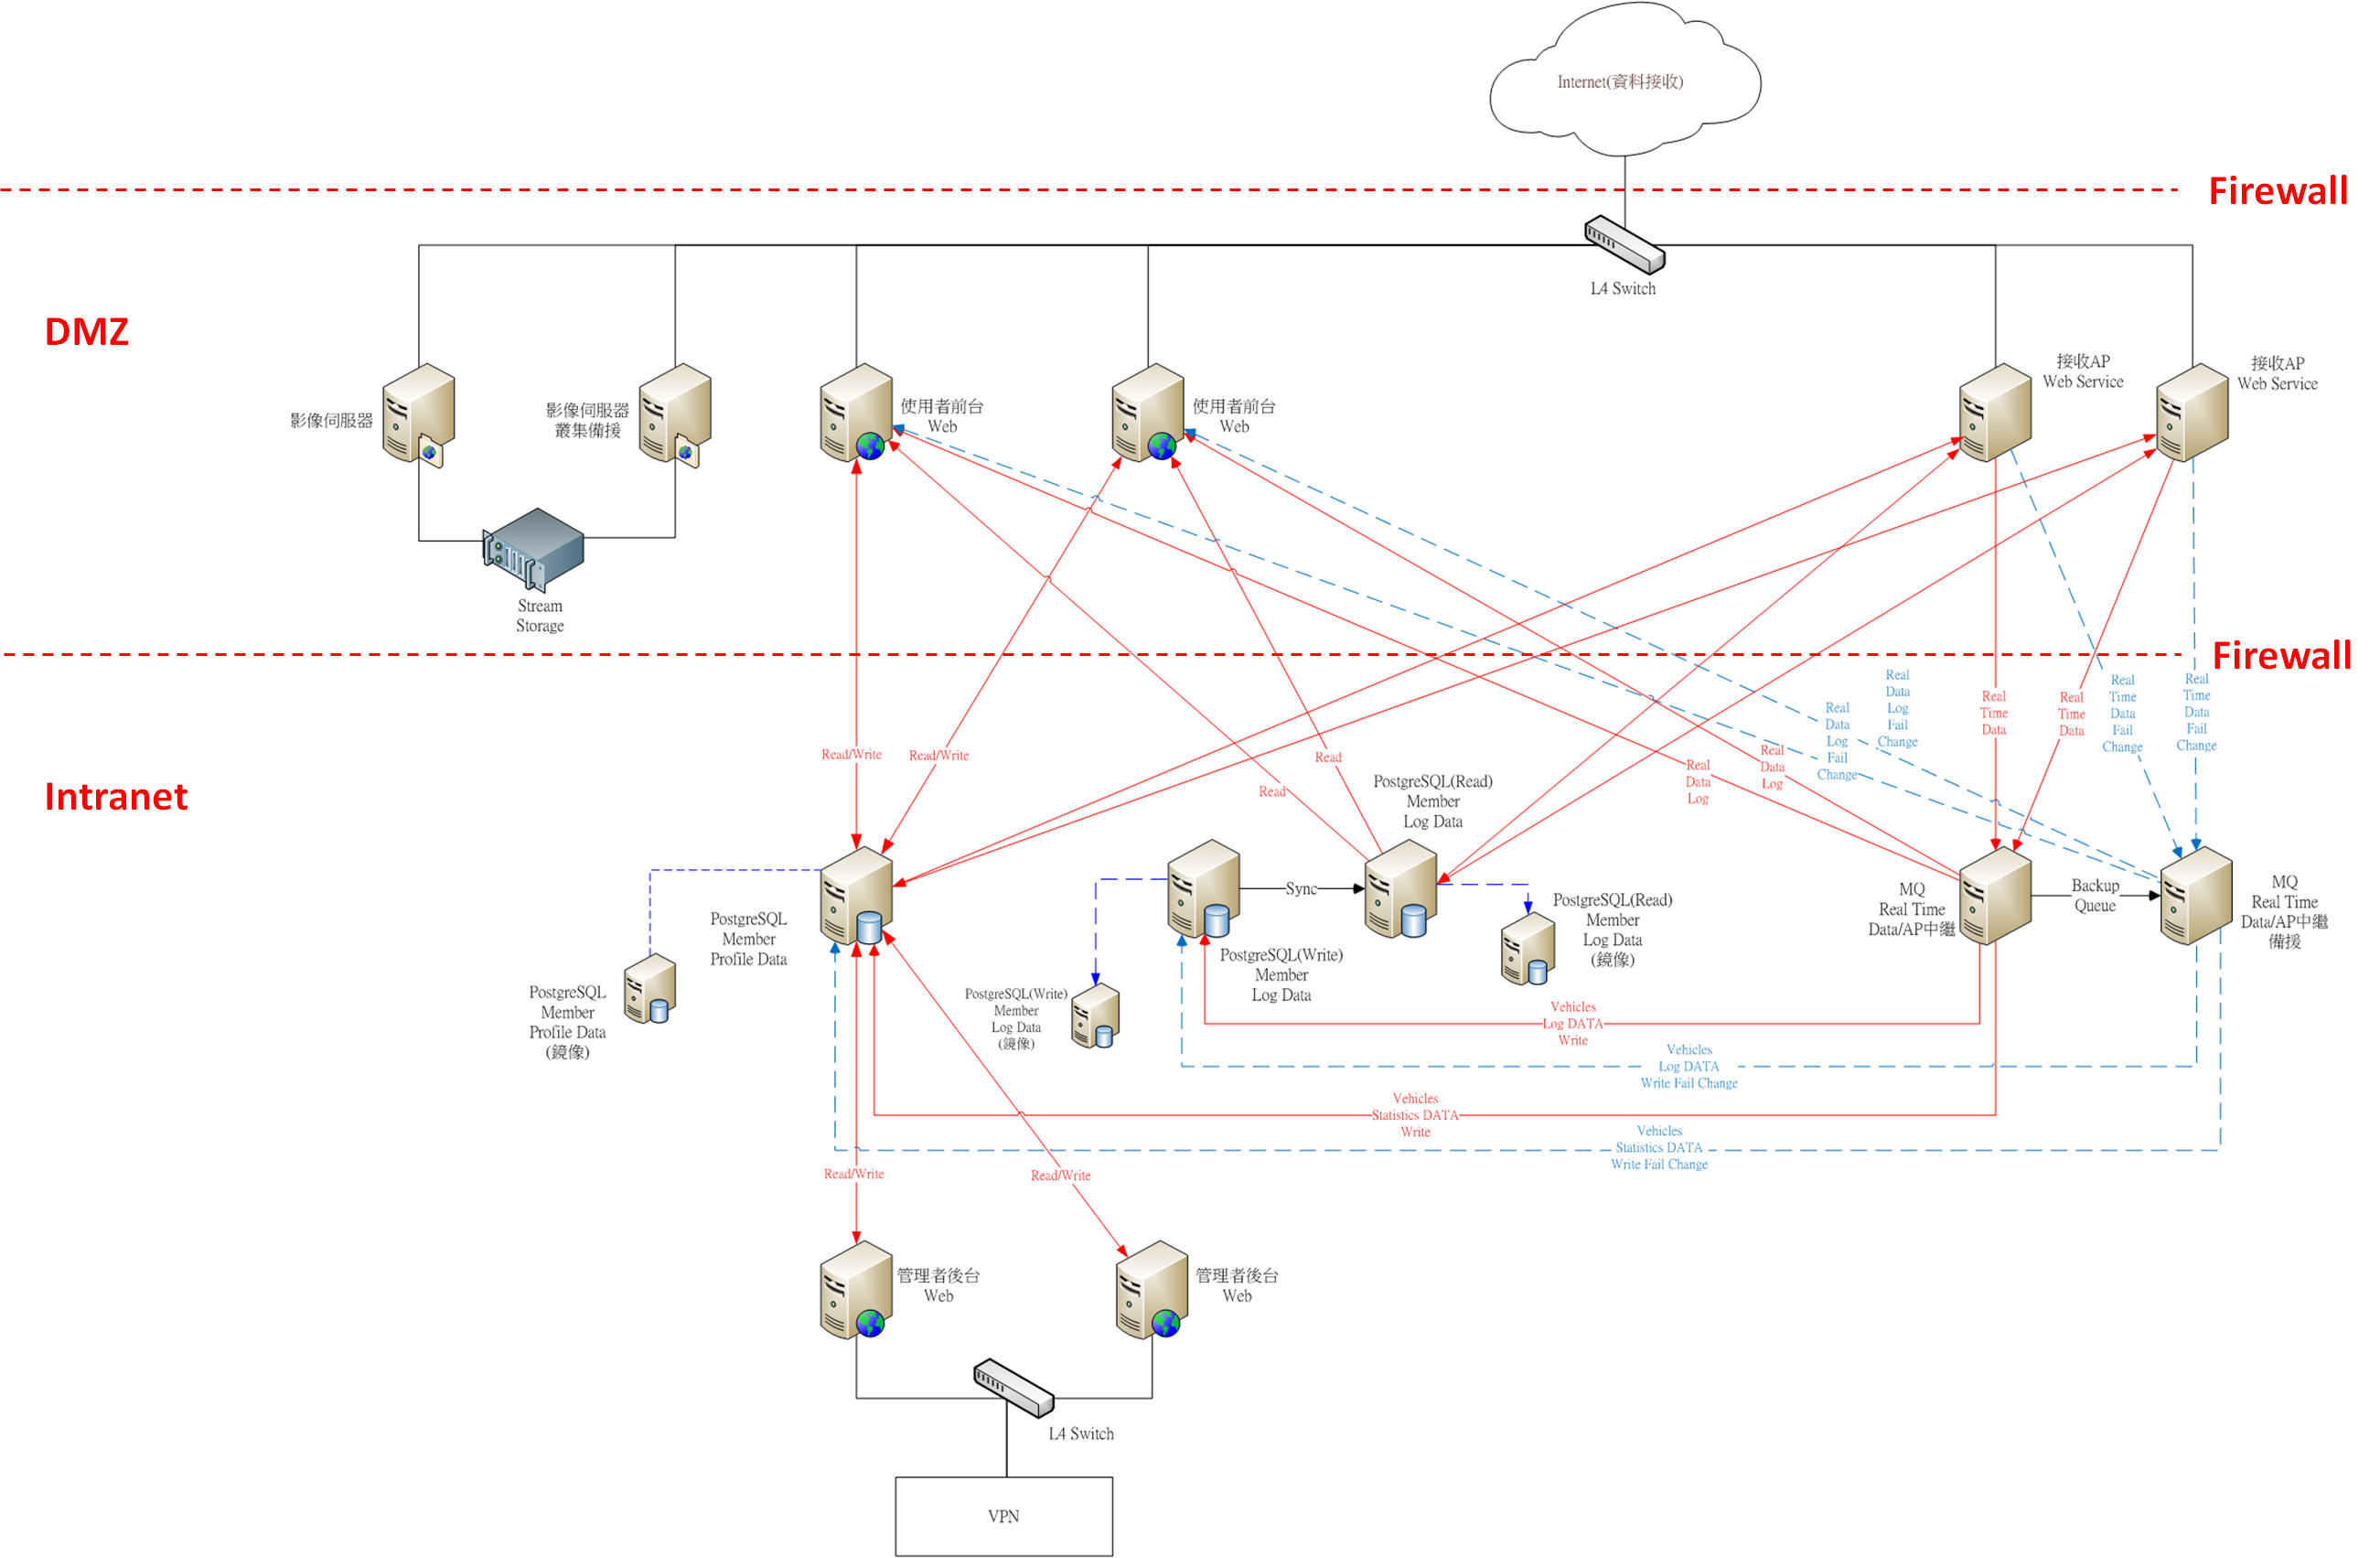 Internet(資料接收)
Firewall
L4 Switch
DMZ
影像伺服器
影像伺服器
叢集備援
使用者前台
Web
使用者前台
Web
接收AP
Web Service
接收AP
Web Service
Stream
Storage
Firewall
Intranet
Read/Write
Read/Write
Read
Read
Real
Data
Log
Real
Data
Log
Real
Data
Log
Fail
Change
Real
Data
Log
Fail
Change
Real
Time
Data
Real
Time
Data
Real
Time
Data
Fail
Change
Real
Time
Data
Fail
Change
PostgreSQL
Member
Profile Data
PostgreSQL
Member
Profile Data
(鏡像)
Sync
PostgreSQL(Read)
Member
Log Data
PostgreSQL(Write)
Member
Log Data
PostgreSQL(Write)
Member
Log Data
(鏡像)
PostgreSQL(Read)
Member
Log Data
(鏡像)
MQ
Real Time
Data/AP中繼
Backup
Queue
MQ
Real Time
Data/AP中繼
備援
Vehicles
Log DATA
Write
Vehicles
Log DATA
Write Fail Change
Vehicles
Statistics DATA
Write
Vehicles
Statistics DATA
Write Fail Change
Read/Write
Read/Write
管理者後台
Web
管理者後台
Web
L4 Switch
VPN